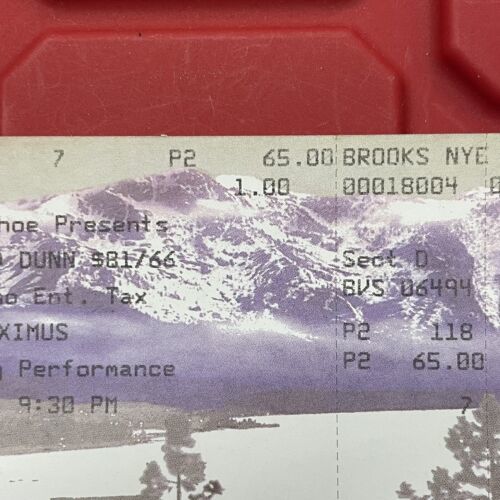 7 P2 65.00 BROOKS NYE
1.00 00018004
hoe Presents
DUNN $81/66 Sect D
o Ent. Tax BVS 06494
XIMUS P2 118
g Performance P2 65.00
9:30 PM 7